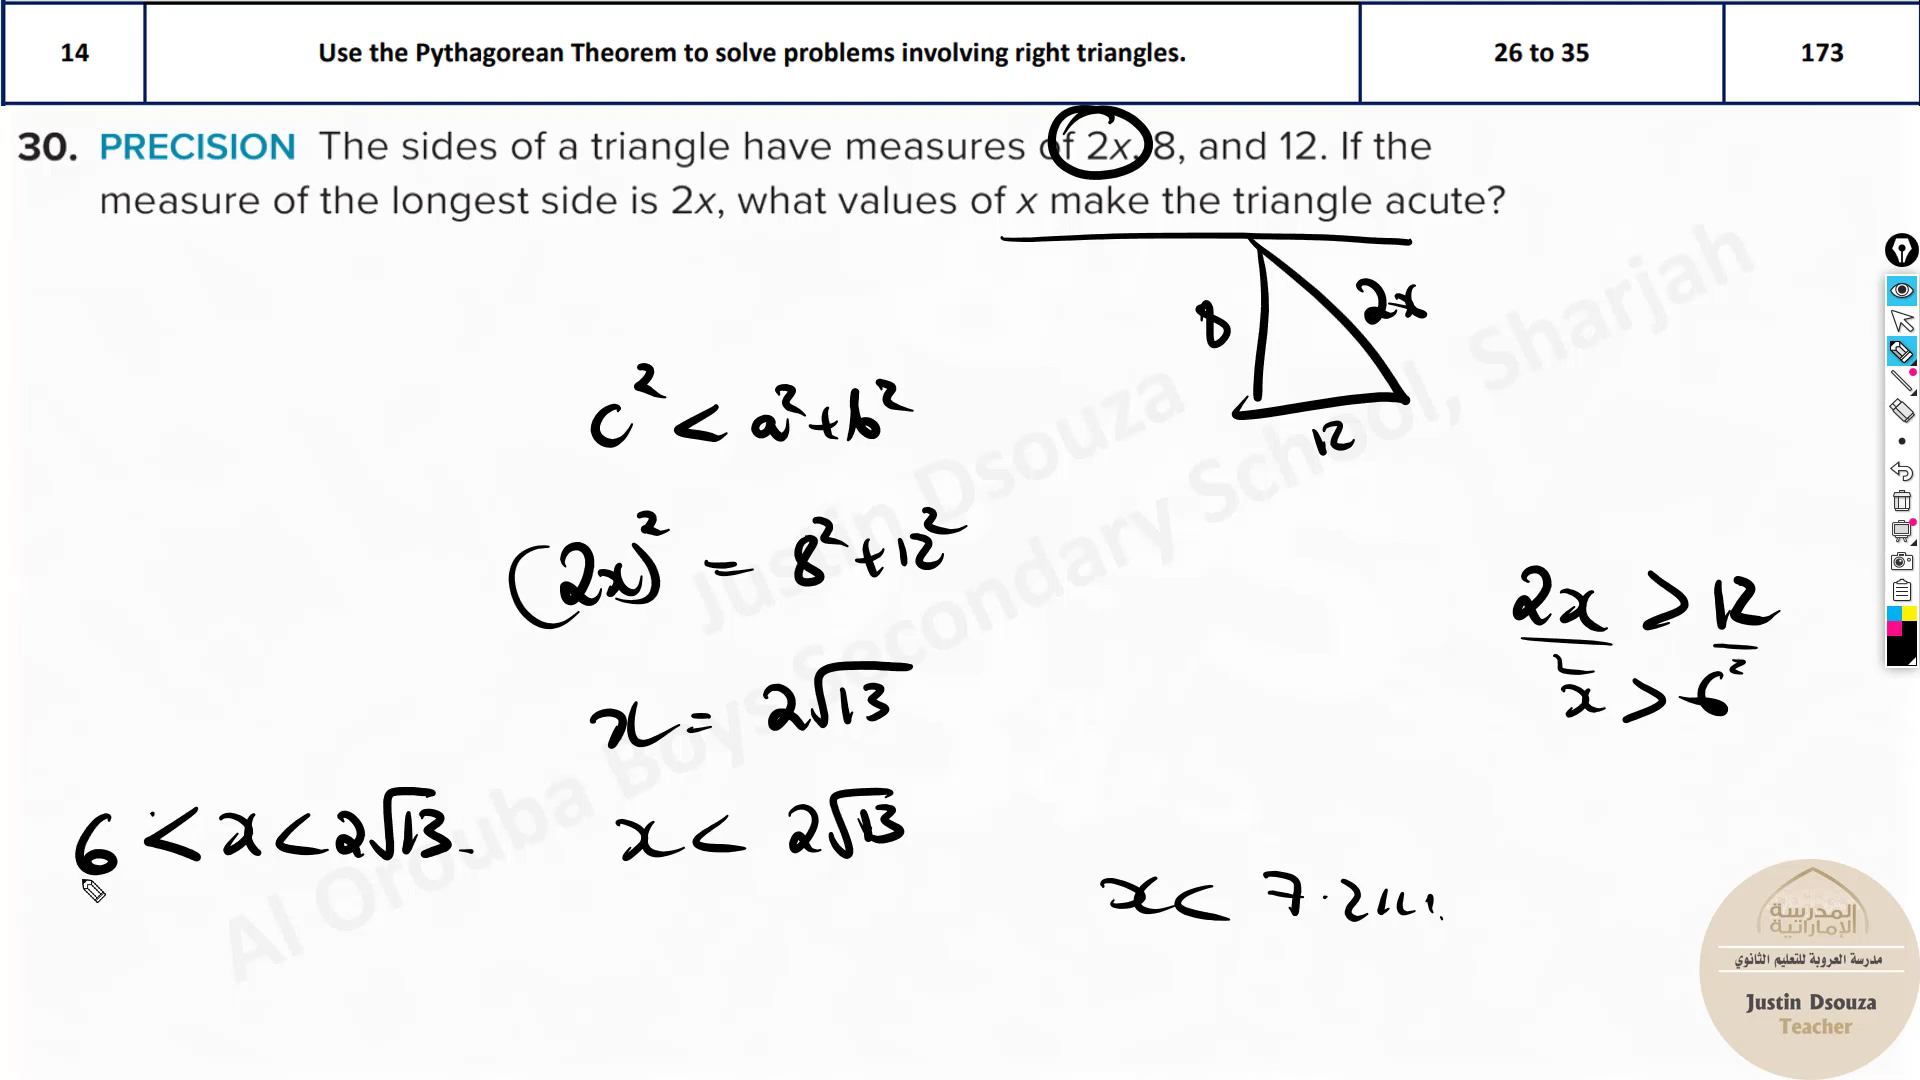 14 Use the Pythagorean Theorem to solve problems involving right triangles. 26 to 35 173
30. PRECISION The sides of a triangle have measures of 2x, 8, and 12. If the
measure of the longest side is 2x, what values of x make the triangle acute?
8 2x
12
c² < a²+b²
(2x)² = 8²+12²
x = 2√13
x < 2√13
6 < x < 2√13.
2x > 12
2 2
x > 6
x < 7.2111.
Justin Dsouza
Al Orouba Boys Secondary School, Sharjah
المدرسة
الإماراتية
مدرسة العروبة للتعليم الثانوي
Justin Dsouza
Teacher